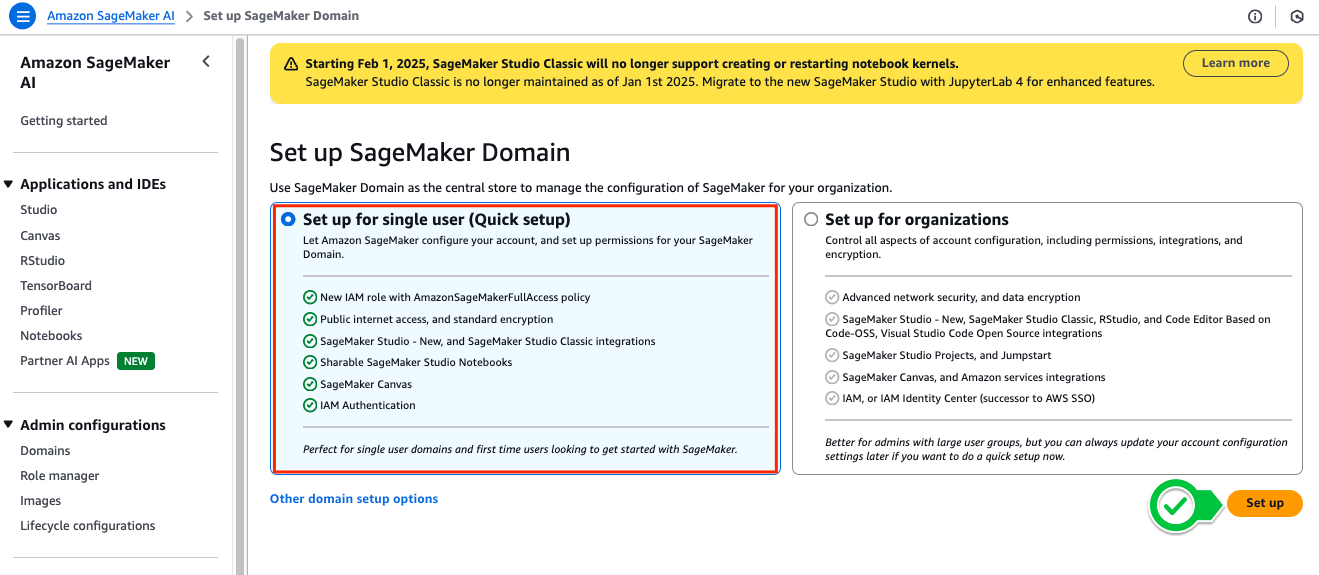 Amazon SageMaker AI > Set up SageMaker Domain
Amazon SageMaker
AI
Getting started
Applications and IDEs
Studio
Canvas
RStudio
TensorBoard
Profiler
Notebooks
Partner AI Apps NEW
Admin configurations
Domains
Role manager
Images
Lifecycle configurations
Starting Feb 1, 2025, SageMaker Studio Classic will no longer support creating or restarting notebook kernels.
SageMaker Studio Classic is no longer maintained as of Jan 1st 2025. Migrate to the new SageMaker Studio with JupyterLab 4 for enhanced features.
Learn more
Set up SageMaker Domain
Use SageMaker Domain as the central store to manage the configuration of SageMaker for your organization.
Set up for single user (Quick setup)
Let Amazon SageMaker configure your account, and set up permissions for your SageMaker
Domain.
New IAM role with AmazonSageMakerFullAccess policy
Public internet access, and standard encryption
SageMaker Studio - New, and SageMaker Studio Classic integrations
Sharable SageMaker Studio Notebooks
SageMaker Canvas
IAM Authentication
Perfect for single user domains and first time users looking to get started with SageMaker.
Set up for organizations
Control all aspects of account configuration, including permissions, integrations, and
encryption.
Advanced network security, and data encryption
SageMaker Studio - New, SageMaker Studio Classic, RStudio, and Code Editor Based on
Code-OSS, Visual Studio Code Open Source integrations
SageMaker Studio Projects, and Jumpstart
SageMaker Canvas, and Amazon services integrations
IAM, or IAM Identity Center (successor to AWS SSO)
Better for admins with large user groups, but you can always update your account configuration
settings later if you want to do a quick setup now.
Other domain setup options
Set up